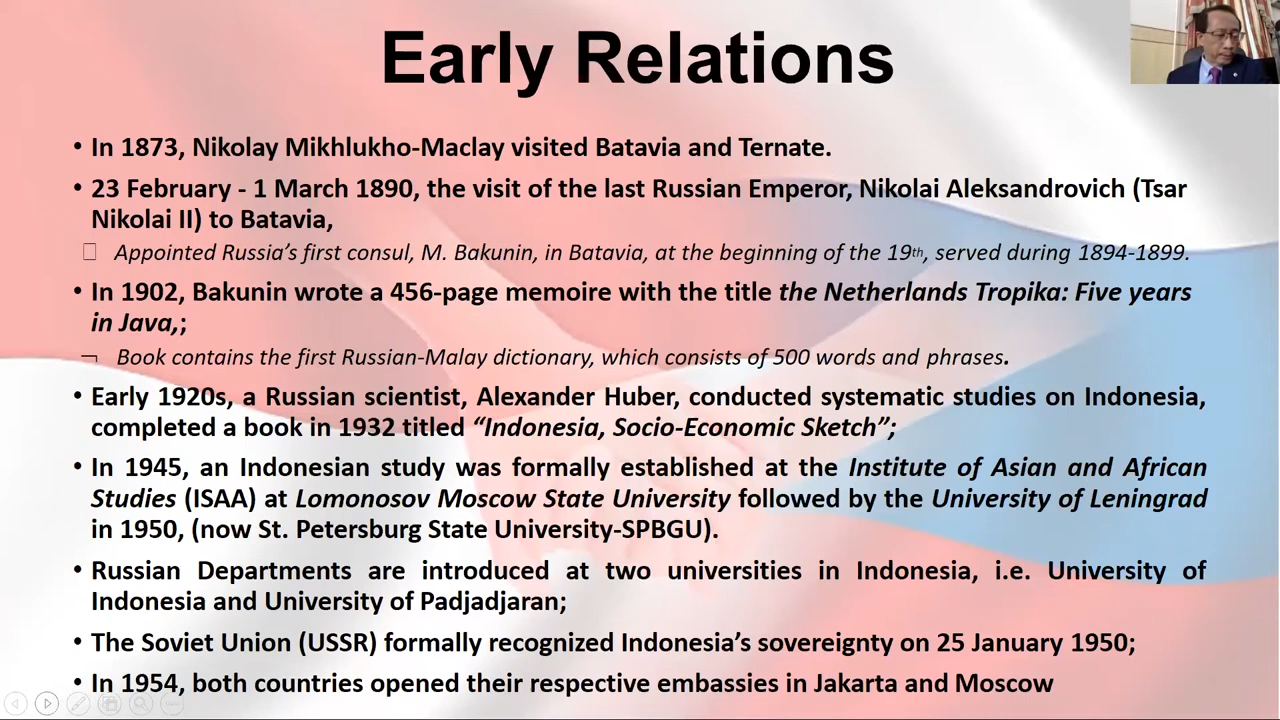 Early Relations
• In 1873, Nikolay Mikhlukho-Maclay visited Batavia and Ternate.
• 23 February - 1 March 1890, the visit of the last Russian Emperor, Nikolai Aleksandrovich (Tsar
Nikolai II) to Batavia,
Appointed Russia’s first consul, M. Bakunin, in Batavia, at the beginning of the 19th, served during 1894-1899.
• In 1902, Bakunin wrote a 456-page memoire with the title the Netherlands Tropika: Five years
in Java,;
¬ Book contains the first Russian-Malay dictionary, which consists of 500 words and phrases.
• Early 1920s, a Russian scientist, Alexander Huber, conducted systematic studies on Indonesia,
completed a book in 1932 titled “Indonesia, Socio-Economic Sketch”;
• In 1945, an Indonesian study was formally established at the Institute of Asian and African
Studies (ISAA) at Lomonosov Moscow State University followed by the University of Leningrad
in 1950, (now St. Petersburg State University-SPBGU).
• Russian Departments are introduced at two universities in Indonesia, i.e. University of
Indonesia and University of Padjadjaran;
• The Soviet Union (USSR) formally recognized Indonesia’s sovereignty on 25 January 1950;
• In 1954, both countries opened their respective embassies in Jakarta and Moscow